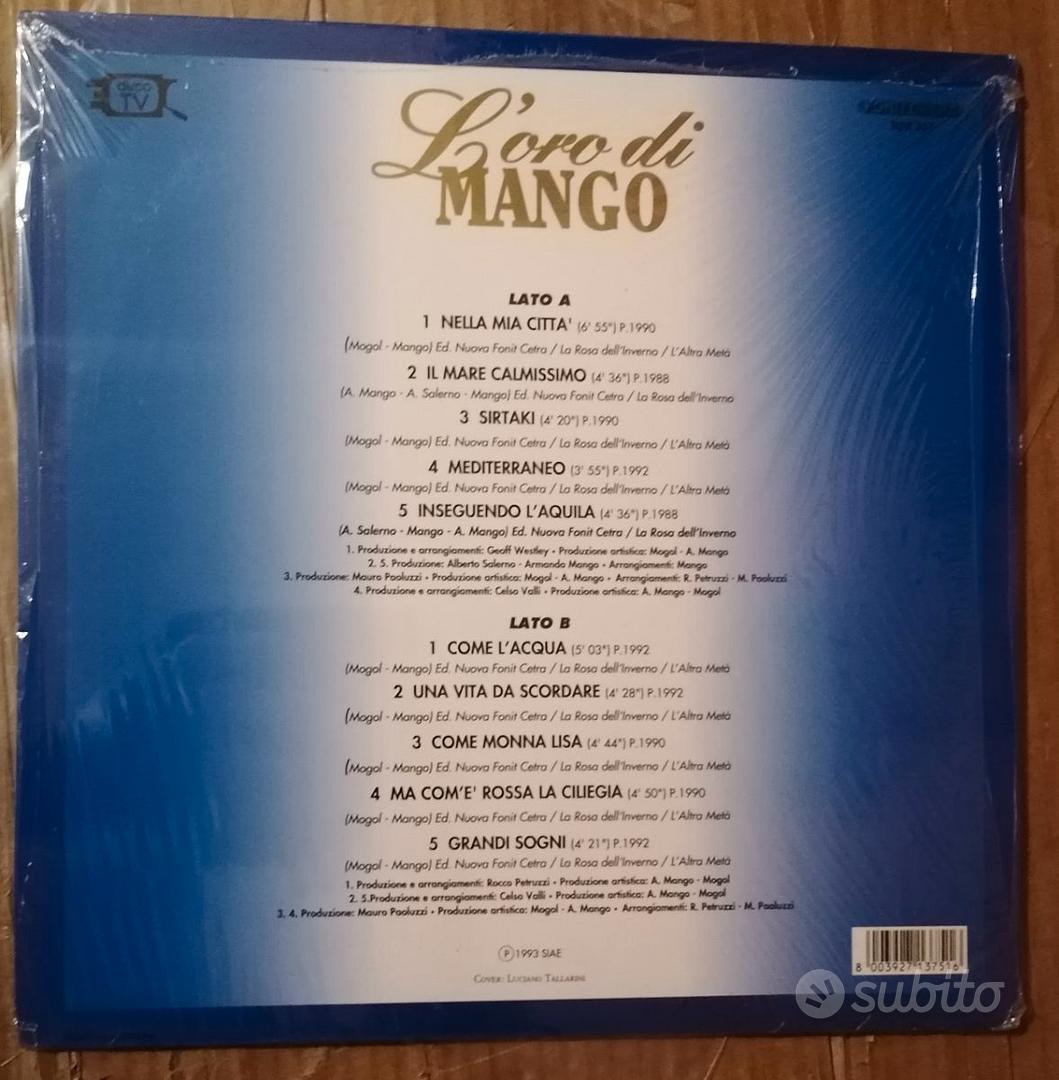 disco
TV
L'oro di
MANGO
LATO A
1 NELLA MIA CITTA' (6' 55") P.1990
(Mogol - Mango) Ed. Nuova Fonit Cetra / La Rosa dell'Inverno / L'Altra Metà
2 IL MARE CALMISSIMO (4' 36") P.1988
(A. Mango - A. Salerno - Mango) Ed. Nuova Fonit Cetra / La Rosa dell'Inverno
3 SIRTAKI (4' 20") P.1990
(Mogol - Mango) Ed. Nuova Fonit Cetra / La Rosa dell'Inverno / L'Altra Metà
4 MEDITERRANEO (3' 55") P.1992
(Mogol - Mango) Ed. Nuova Fonit Cetra / La Rosa dell'Inverno / L'Altra Metà
5 INSEGUENDO L'AQUILA (4' 36") P.1988
(A. Salerno - Mango - A. Mango) Ed. Nuova Fonit Cetra / La Rosa dell'Inverno
1. Produzione e arrangiamenti: Geoff Westley • Produzione artistica: Mogol - A. Mango
2. 5. Produzione: Alberto Salerno - Armando Mango • Arrangiamenti: Mango
3. Produzione: Mauro Paoluzzi • Produzione artistica: Mogol - A. Mango • Arrangiamenti: R. Petruzzi - M. Paoluzzi
4. Produzione e arrangiamenti: Celso Valli • Produzione artistica: A. Mango - Mogol
LATO B
1 COME L'ACQUA (5' 03") P.1992
(Mogol - Mango) Ed. Nuova Fonit Cetra / La Rosa dell'Inverno / L'Altra Metà
2 UNA VITA DA SCORDARE (4' 28") P.1992
(Mogol - Mango) Ed. Nuova Fonit Cetra / La Rosa dell'Inverno / L'Altra Metà
3 COME MONNA LISA (4' 44") P.1990
(Mogol - Mango) Ed. Nuova Fonit Cetra / La Rosa dell'Inverno / L'Altra Metà
4 MA COM'E' ROSSA LA CILIEGIA (4' 50") P.1990
(Mogol - Mango) Ed. Nuova Fonit Cetra / La Rosa dell'Inverno / L'Altra Metà
5 GRANDI SOGNI (4' 21") P.1992
(Mogol - Mango) Ed. Nuova Fonit Cetra / La Rosa dell'Inverno / L'Altra Metà
1. Produzione e arrangiamenti: Rocco Petruzzi • Produzione artistica: A. Mango - Mogol
2. 5.Produzione e arrangiamenti: Celso Valli • Produzione artistica: A. Mango - Mogol
3. 4. Produzione: Mauro Paoluzzi • Produzione artistica: Mogol - A. Mango • Arrangiamenti: R. Petruzzi - M. Paoluzzi
Ⓟ 1993 SIAE
COVER: LUCIANO TALLARINI
8 003927 137516
subito